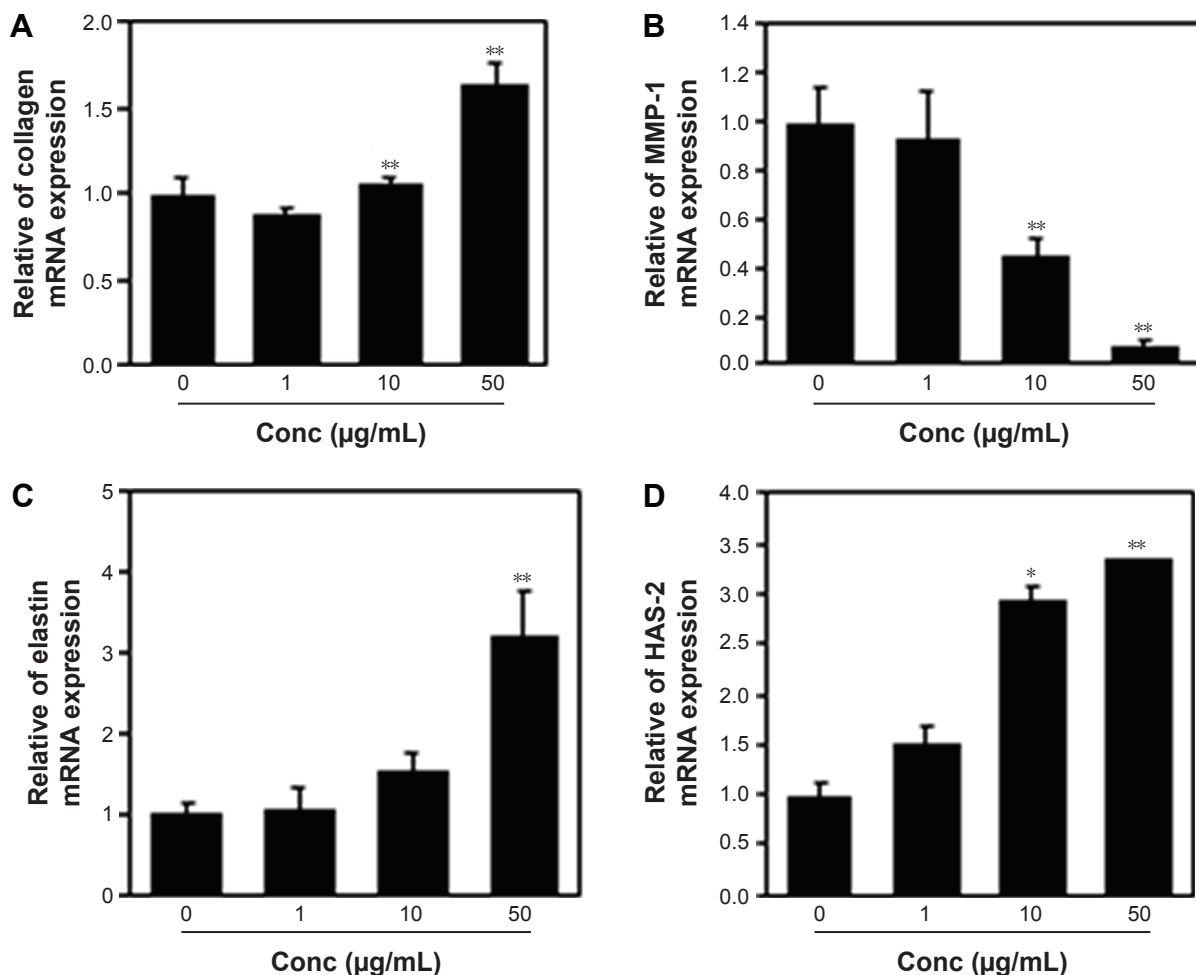 A
Relative of collagen
mRNA expression
2.0
1.5
1.0
0.5
0.0
**
**
0 1 10 50
Conc (µg/mL)
B
Relative of MMP-1
mRNA expression
1.4
1.2
1.0
0.8
0.6
0.4
0.2
0.0
**
**
0 1 10 50
Conc (µg/mL)
C
Relative of elastin
mRNA expression
5
4
3
2
1
0
**
0 1 10 50
Conc (µg/mL)
D
Relative of HAS-2
mRNA expression
4.0
3.5
3.0
2.5
2.0
1.5
1.0
0.5
0.0
*
**
0 1 10 50
Conc (µg/mL)